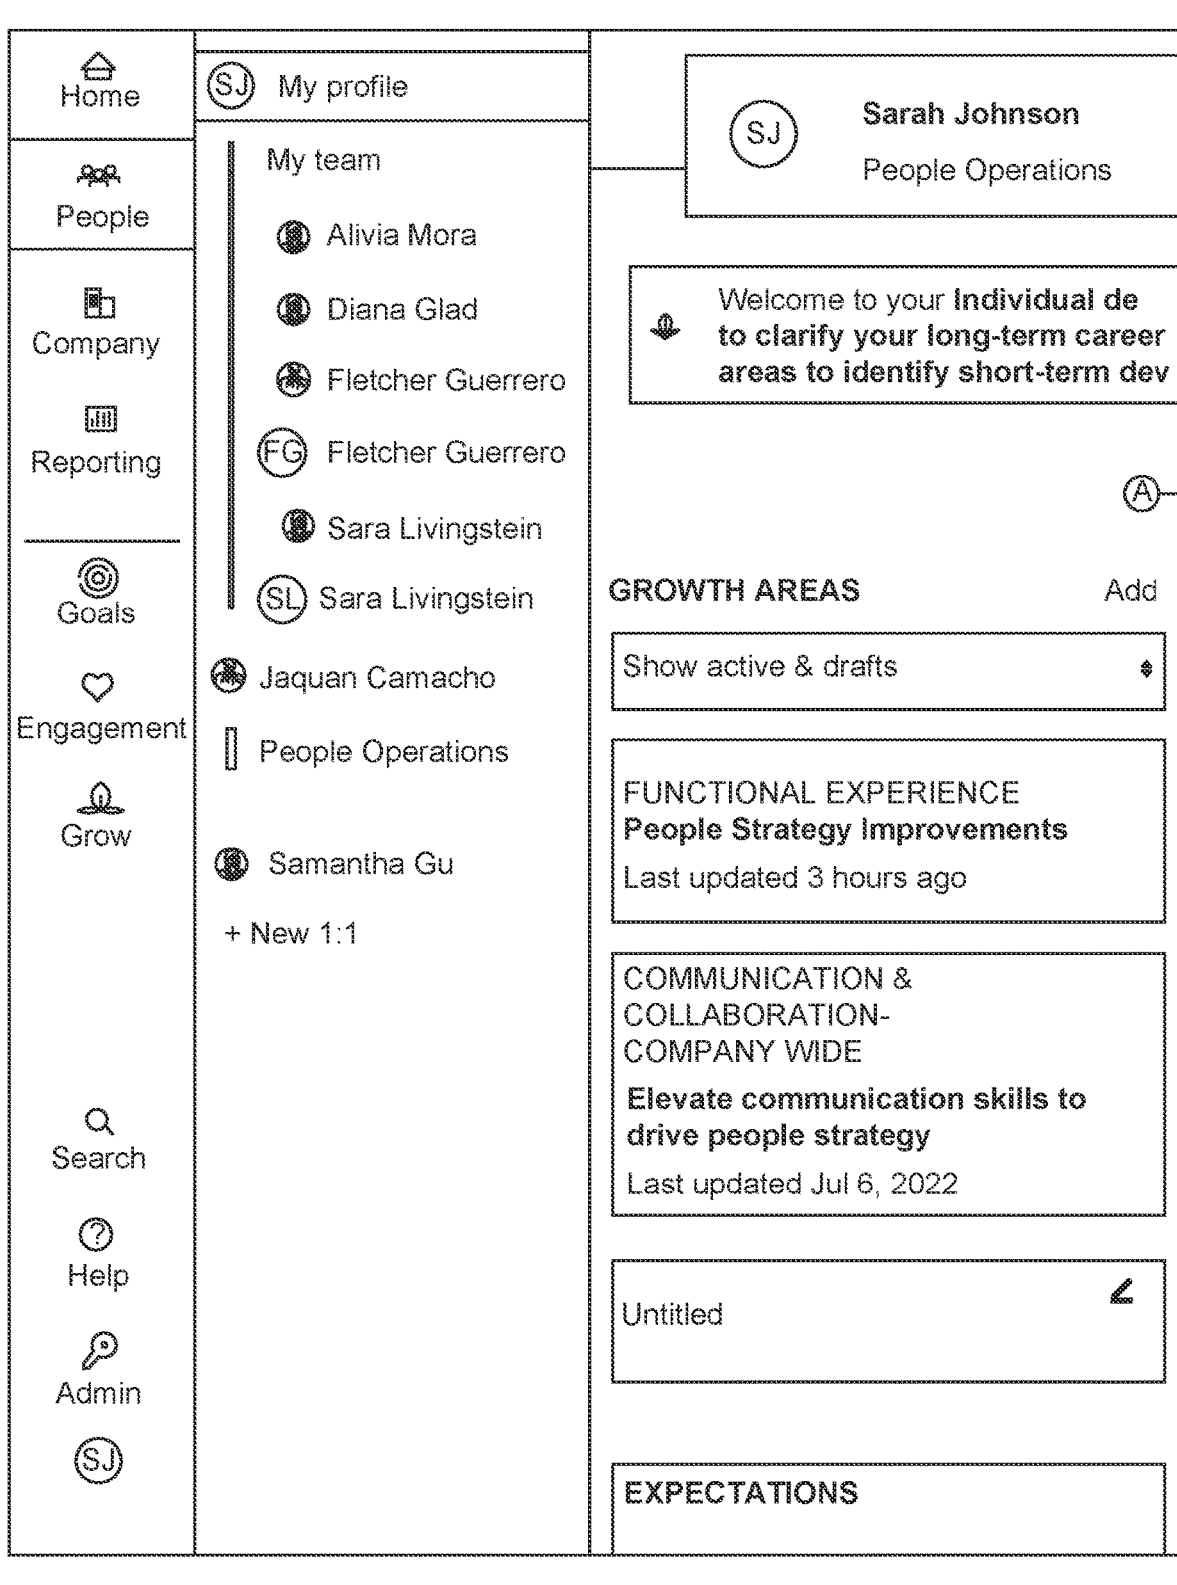 Home
People
Company
Reporting
Goals
Engagement
Grow
Search
Help
Admin
SJ
SJ My profile
My team
Alivia Mora
Diana Glad
Fletcher Guerrero
FG Fletcher Guerrero
Sara Livingstein
SL Sara Livingstein
Jaquan Camacho
People Operations
Samantha Gu
+ New 1:1
SJ
Sarah Johnson
People Operations
Welcome to your Individual de
to clarify your long-term career
areas to identify short-term dev
A
GROWTH AREAS Add
Show active & drafts
FUNCTIONAL EXPERIENCE
People Strategy Improvements
Last updated 3 hours ago
COMMUNICATION &
COLLABORATION-
COMPANY WIDE
Elevate communication skills to
drive people strategy
Last updated Jul 6, 2022
Untitled
EXPECTATIONS